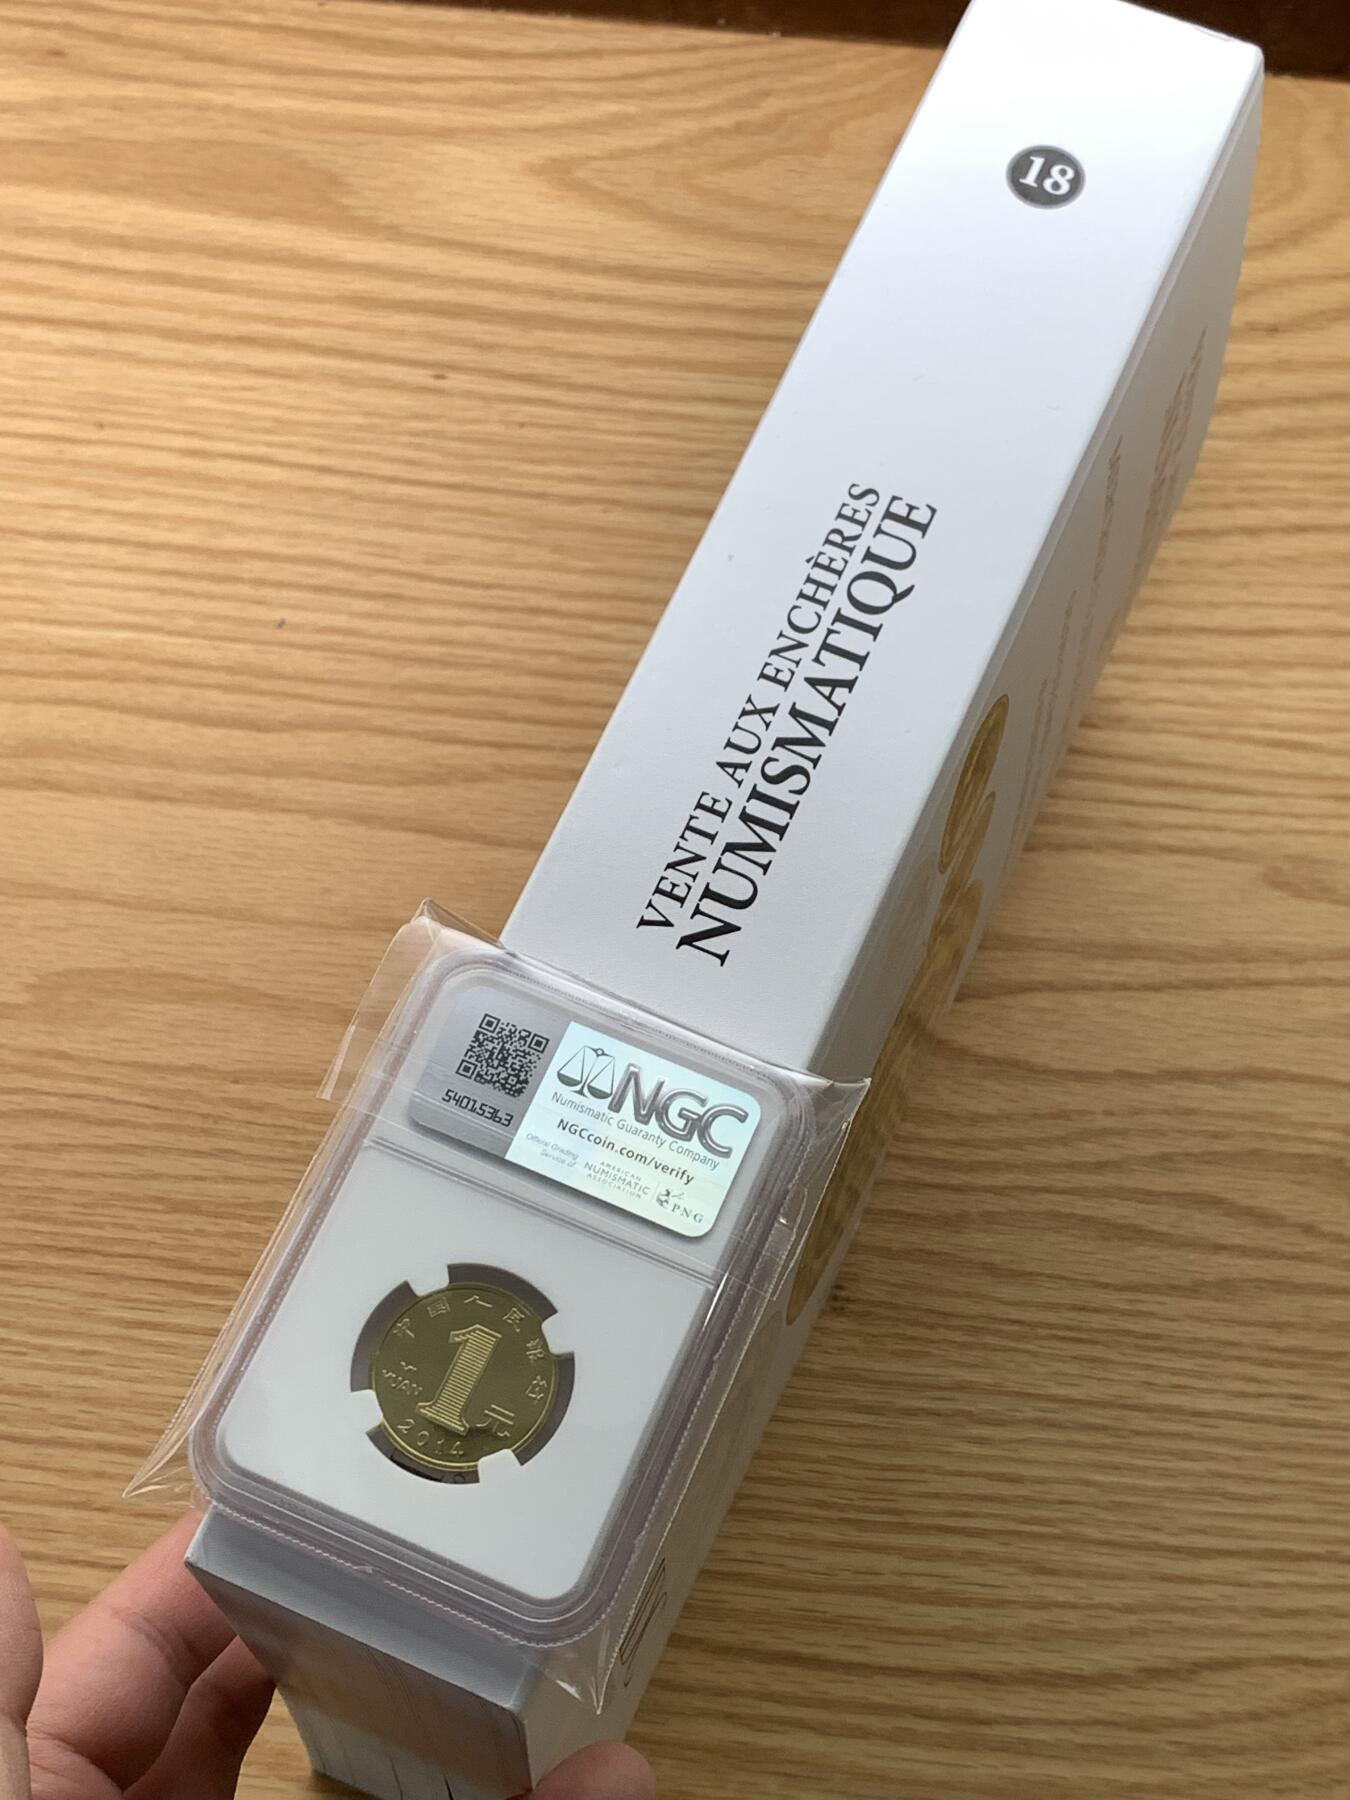 18
VENTE AUX ENCHÈRES
NUMISMATIQUE
54015363
NGC
Numismatic Guaranty Company
NGCcoin.com/verify
Official Grading
Service of
AMERICAN
NUMISMATIC
ASSOCIATION
PNG
中国人民银行
1
元
YI
YUAN
2014